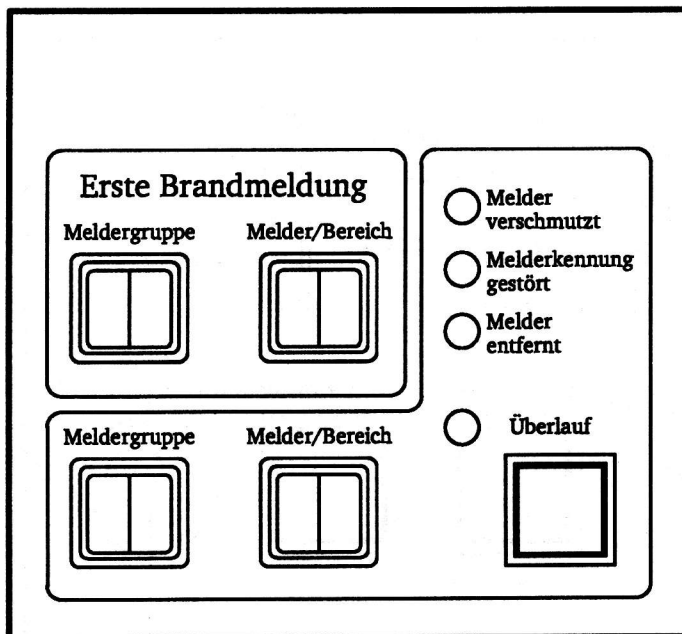 Erste Brandmeldung
Meldergruppe Melder/Bereich
Melder
verschmutzt
Melderkennung
gestört
Melder
entfernt
Meldergruppe Melder/Bereich
Überlauf